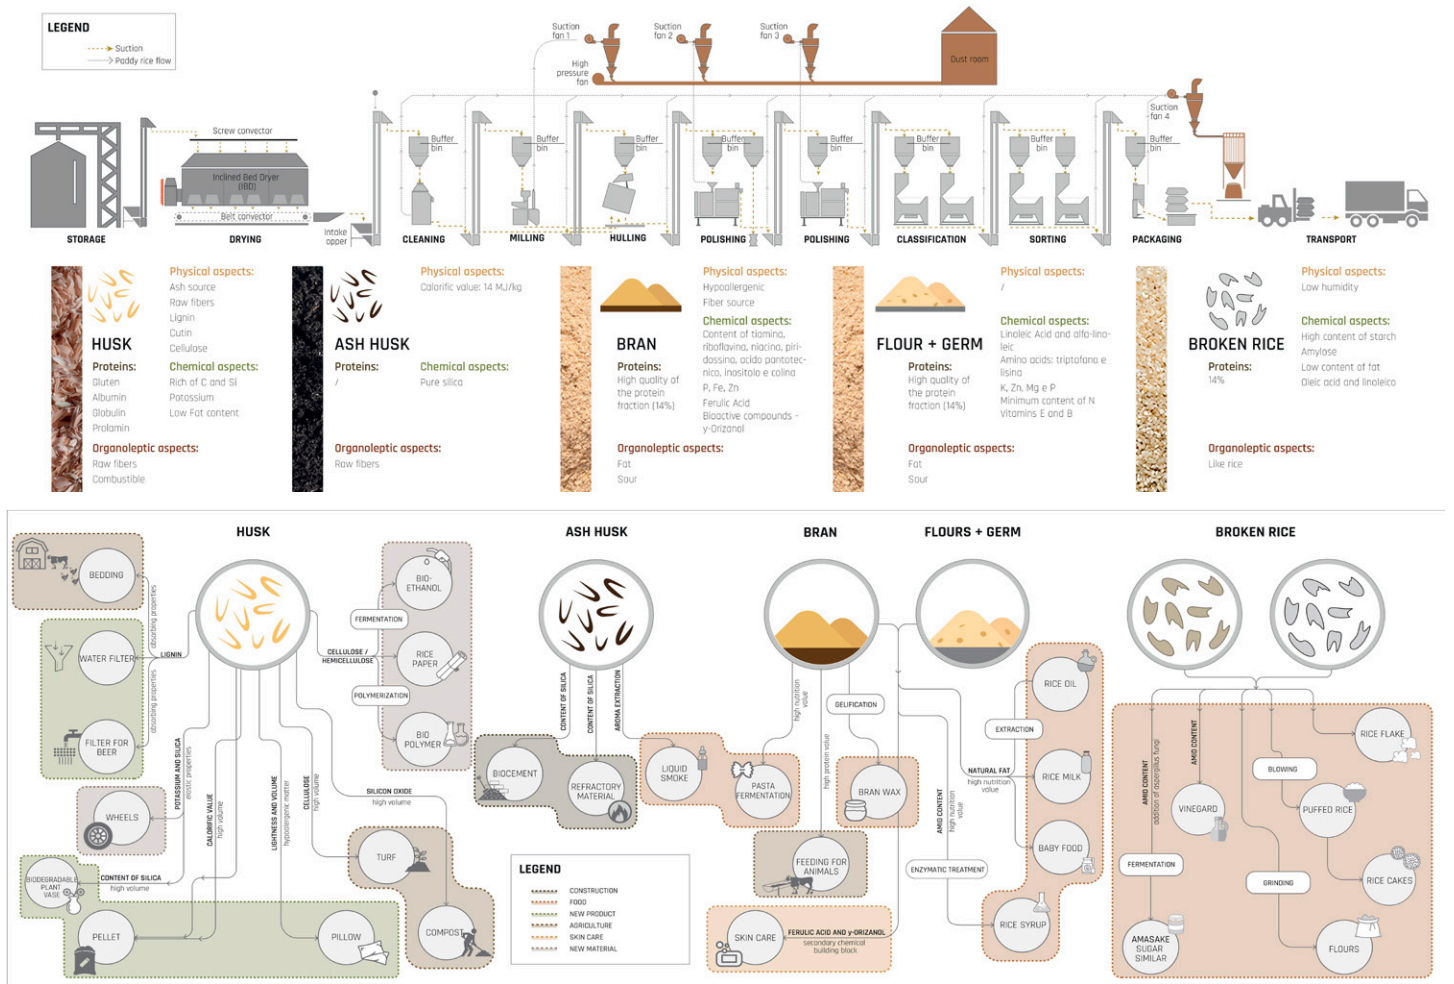 LEGEND
Suction
Paddy rice flow
Suction
fan 1
Suction
fan 2
Suction
fan 3
High
pressure
fan
Dust room
Suction
fan 4
Screw convector
Inclined Bed Dryer
(IBD)
Belt convector
Intake
opper
Buffer
bin
Buffer
bin
Buffer
bin
Buffer
bin
Buffer
bin
Buffer
bin
Buffer
bin
Buffer
bin
STORAGE
DRYING
CLEANING
MILLING
HULLING
POLISHING
POLISHING
CLASSIFICATION
SORTING
PACKAGING
TRANSPORT
HUSK
Proteins:
Gluten
Albumin
Globulin
Prolamin
Physical aspects:
Ash source
Raw fibers
Lignin
Cutin
Cellulose
Chemical aspects:
Rich of C and Si
Potassium
Low Fat content
Organoleptic aspects:
Raw fibers
Combustible
ASH HUSK
Proteins:
/
Physical aspects:
Calorific value: 14 MJ/kg
Chemical aspects:
Pure silica
Organoleptic aspects:
Raw fibers
BRAN
Proteins:
High quality of
the protein
fraction (14%)
Physical aspects:
Hypoallergenic
Fiber source
Chemical aspects:
Content of tiamina,
riboflavina, niacina, piri-
dossina, acido pantotec-
nico, inositolo e colina
P, Fe, Zn
Ferulic Acid
Bioactive compounds -
y-Orizanol
Organoleptic aspects:
Fat
Sour
FLOUR + GERM
Proteins:
High quality of
the protein
fraction (14%)
Physical aspects:
/
Chemical aspects:
Linoleic Acid and alfa-lino-
leic
Amino acids: triptofano e
lisina
K, Zn, Mg e P
Minimum content of N
Vitamins E and B
Organoleptic aspects:
Fat
Sour
BROKEN RICE
Proteins:
14%
Physical aspects:
Low humidity
Chemical aspects:
High content of starch
Amylose
Low content of fat
Oleic acid and linoleico
Organoleptic aspects:
Like rice
HUSK
BEDDING
WATER FILTER
FILTER FOR
BEER
absorbing properties
LIGNIN
absorbing properties
WHEELS
POTASSIUM AND SILICA
elastic properties
BIODEGRADABLE
PLANT
VASE
CONTENT OF SILICA
high volume
PELLET
CALORIFIC VALUE
high volume
PILLOW
LIGHTNESS AND VOLUME
hypoallergenic matter
CELLULOSE
high volume
SILICON OXIDE
high volume
TURF
COMPOST
CELLULOSE /
HEMICELLULOSE
FERMENTATION
POLYMERIZATION
BIO-
ETHANOL
RICE
PAPER
BIO
POLYMER
ASH HUSK
CONTENT OF SILICA
CONTENT OF SILICA
AROMA EXTRACTION
BIOCEMENT
REFRACTORY
MATERIAL
LIQUID
SMOKE
LEGEND
CONSTRUCTION
FOOD
NEW PRODUCT
AGRICULTURE
SKIN CARE
NEW MATERIAL
BRAN
high nutrition
value
high protein value
GELIFICATION
PASTA
FERMENTATION
BRAN WAX
FEEDING FOR
ANIMALS
SKIN CARE
FERULIC ACID AND y-ORIZANOL
secondary chemical
building block
FLOURS + GERM
NATURAL FAT
high nutrition
value
EXTRACTION
AMID CONTENT
high nutrition
value
ENZYMATIC TREATMENT
RICE OIL
RICE MILK
BABY FOOD
RICE SYRUP
BROKEN RICE
AMID CONTENT
addition of aspergilius fungi
FERMENTATION
AMASAKE
SUGAR
SIMILAR
AMID CONTENT
VINEGARD
BLOWING
GRINDING
RICE FLAKE
PUFFED RICE
RICE CAKES
FLOURS